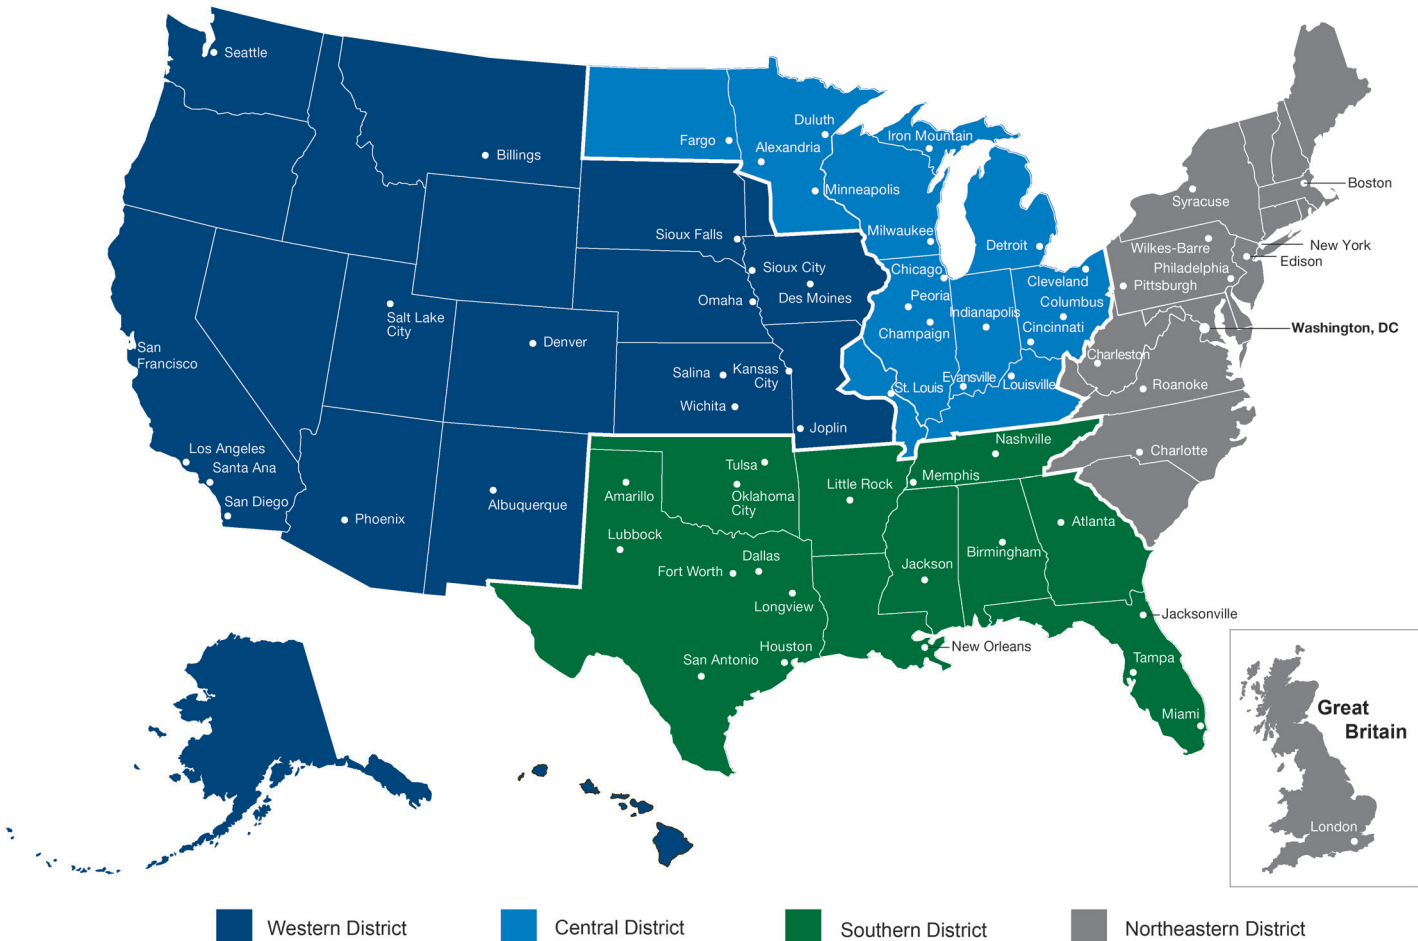 Seattle
Billings
Fargo
Duluth
Alexandria
Iron Mountain
Minneapolis
Boston
Syracuse
Sioux Falls
Milwaukee
Detroit
Wilkes-Barre
New York
Edison
Sioux City
Chicago
Cleveland
Philadelphia
Pittsburgh
Omaha
Des Moines
Peoria
Columbus
Salt Lake
City
Champaign
Indianapolis
Cincinnati
Washington, DC
San
Francisco
Denver
Charleston
Salina
Kansas
City
St. Louis
Evansville
Louisville
Roanoke
Wichita
Joplin
Los Angeles
Santa Ana
San Diego
Nashville
Charlotte
Tulsa
Memphis
Amarillo
Oklahoma
City
Little Rock
Albuquerque
Phoenix
Atlanta
Lubbock
Dallas
Birmingham
Fort Worth
Jackson
Longview
Jacksonville
Houston
New Orleans
San Antonio
Tampa
Miami
Great
Britain
London
Western District
Central District
Southern District
Northeastern District